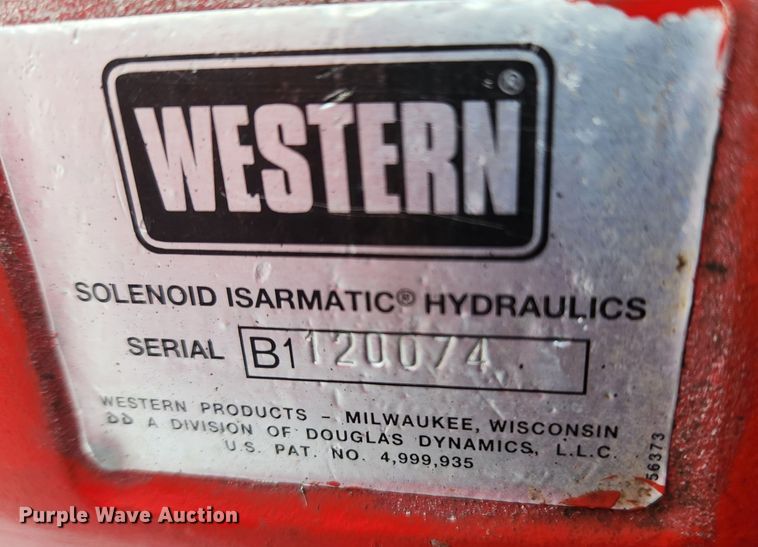 WESTERN®
SOLENOID ISARMATIC® HYDRAULICS
SERIAL B1120074
WESTERN PRODUCTS - MILWAUKEE, WISCONSIN
DD A DIVISION OF DOUGLAS DYNAMICS, L.L.C.
U.S. PAT. NO. 4,999,935
56373
Purple Wave Auction